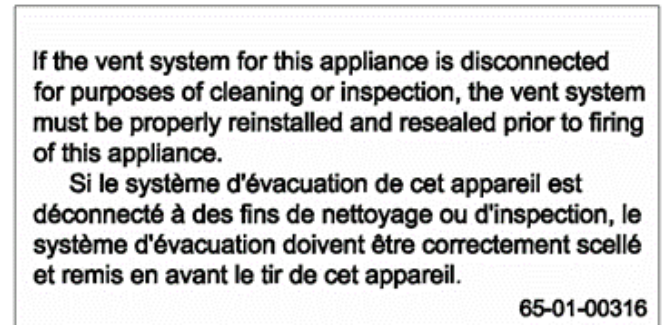 If the vent system for this appliance is disconnected
for purposes of cleaning or inspection, the vent system
must be properly reinstalled and resealed prior to firing
of this appliance.
Si le système d'évacuation de cet appareil est
déconnecté à des fins de nettoyage ou d'inspection, le
système d'évacuation doivent être correctement scellé
et remis en avant le tir de cet appareil.
65-01-00316